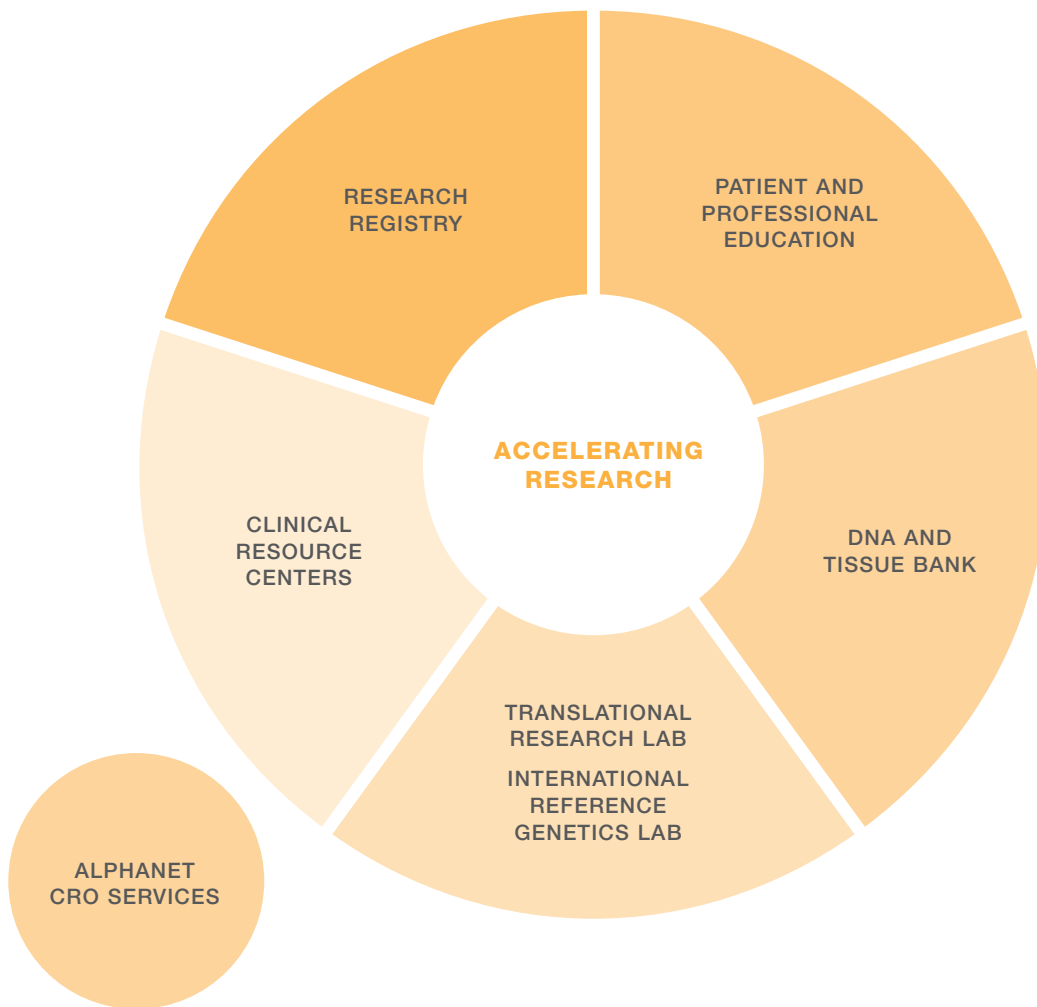 RESEARCH
REGISTRY
PATIENT AND
PROFESSIONAL
EDUCATION
ACCELERATING
RESEARCH
CLINICAL
RESOURCE
CENTERS
DNA AND
TISSUE BANK
TRANSLATIONAL
RESEARCH LAB
INTERNATIONAL
REFERENCE
GENETICS LAB
ALPHANET
CRO SERVICES